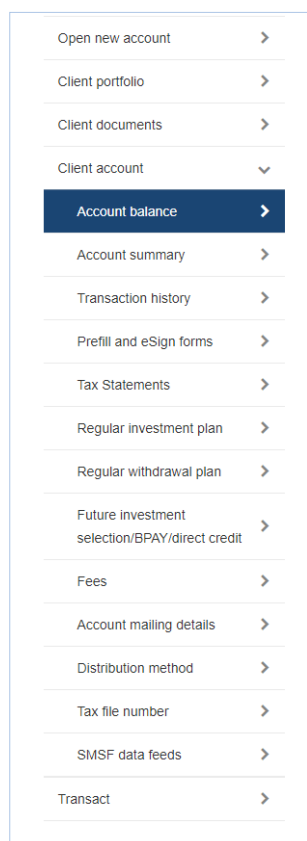 Open new account
Client portfolio
Client documents
Client account
Account balance
Account summary
Transaction history
Prefill and eSign forms
Tax Statements
Regular investment plan
Regular withdrawal plan
Future investment
selection/BPAY/direct credit
Fees
Account mailing details
Distribution method
Tax file number
SMSF data feeds
Transact